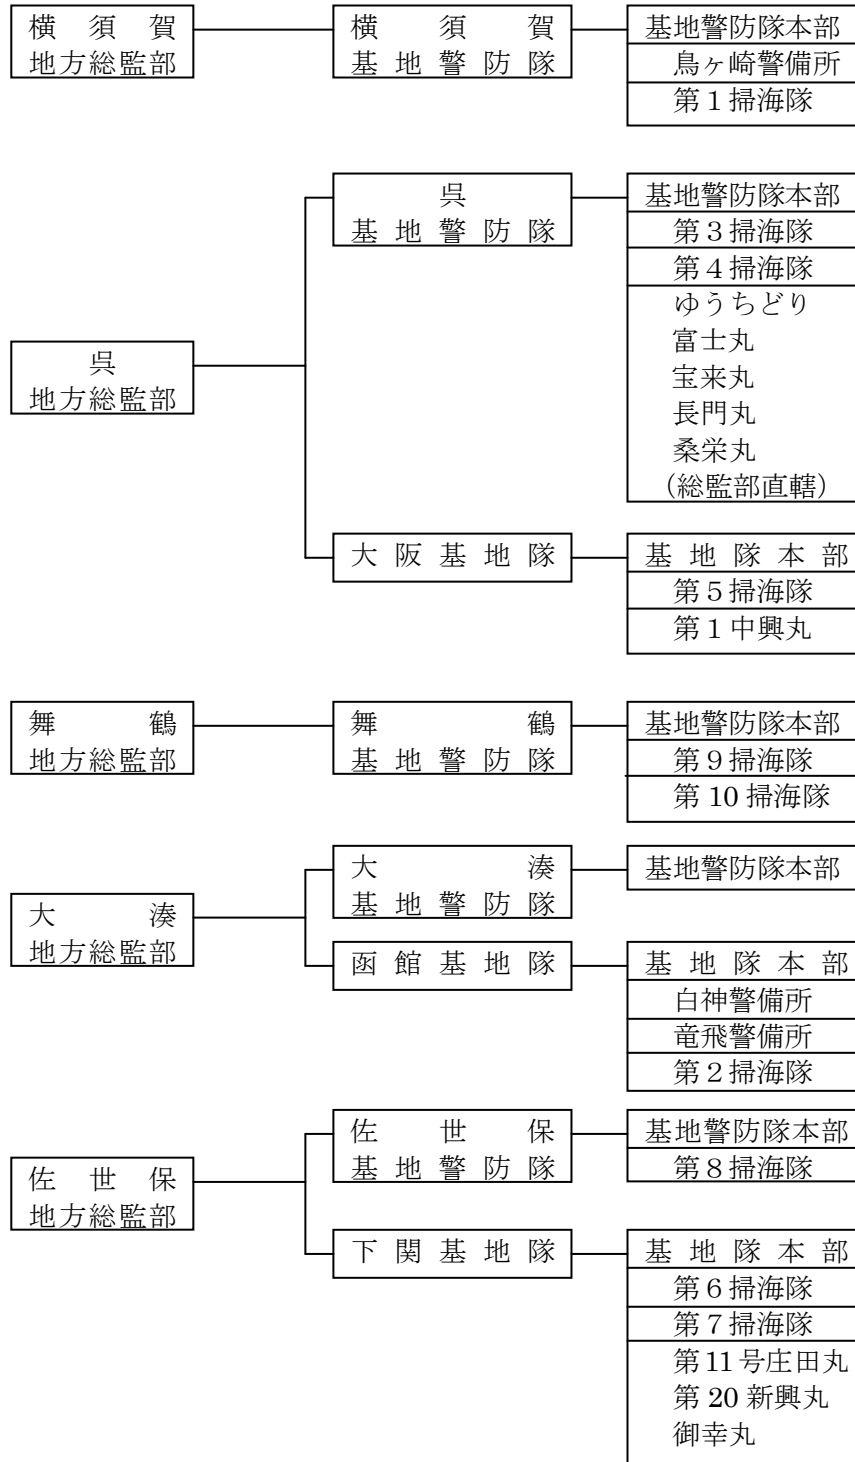 横須賀
地方総監部
横須賀
基地警防隊
基地警防隊本部
鳥ヶ崎警備所
第1掃海隊
呉
地方総監部
呉
基地警防隊
基地警防隊本部
第3掃海隊
第4掃海隊
ゆうちどり
富士丸
宝来丸
長門丸
桑栄丸
（総監部直轄）
大阪基地隊
基地隊本部
第5掃海隊
第1中興丸
舞鶴
地方総監部
舞鶴
基地警防隊
基地警防隊本部
第9掃海隊
第10掃海隊
大湊
地方総監部
大湊
基地警防隊
基地警防隊本部
函館基地隊
基地隊本部
白神警備所
竜飛警備所
第2掃海隊
佐世保
地方総監部
佐世保
基地警防隊
基地警防隊本部
第8掃海隊
下関基地隊
基地隊本部
第6掃海隊
第7掃海隊
第11号庄田丸
第20新興丸
御幸丸